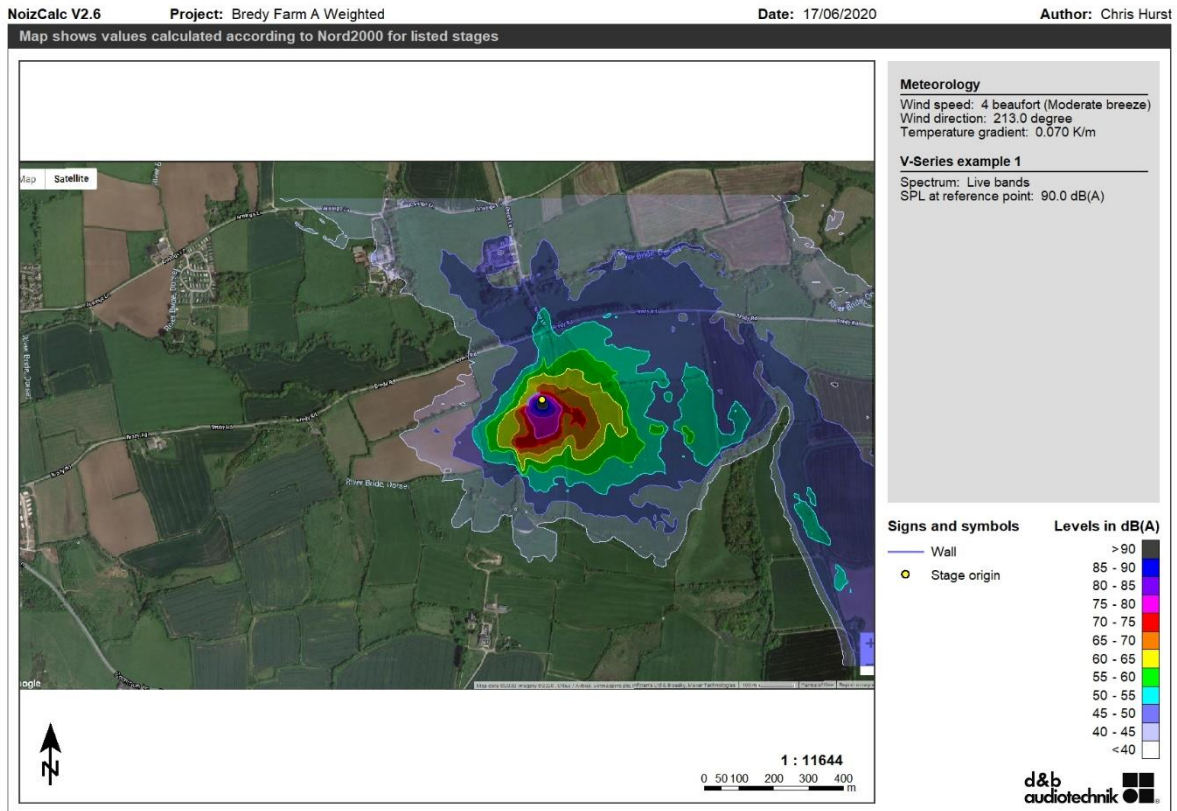 NoizCalc V2.6 Project: Bredy Farm A Weighted Date: 17/06/2020 Author: Chris Hurst
Map shows values calculated according to Nord2000 for listed stages
Map Satellite
Meteorology
Wind speed: 4 beaufort (Moderate breeze)
Wind direction: 213.0 degree
Temperature gradient: 0.070 K/m
V-Series example 1
Spectrum: Live bands
SPL at reference point: 90.0 dB(A)
Bredy Rd
Bredy Rd
River Bride, Dorset
Signs and symbols
Wall
Stage origin
Levels in dB(A)
>90
85 - 90
80 - 85
75 - 80
70 - 75
65 - 70
60 - 65
55 - 60
50 - 55
45 - 50
40 - 45
<40
N
1 : 11644
0 50 100 200 300 400
m
d&b
audiotechnik